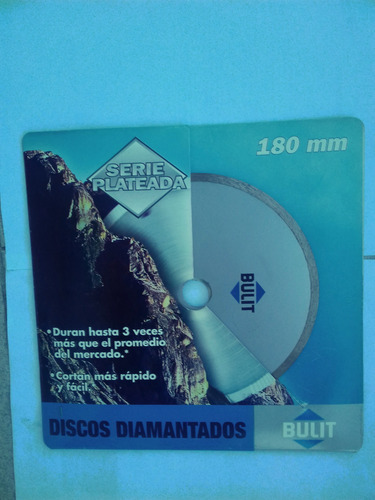 SERIE
PLATEADA
180 mm
BULIT
•Duran hasta 3 veces
más que el promedio
del mercado.*
•Cortan más rápido
y fácil.*
DISCOS DIAMANTADOS
BULIT